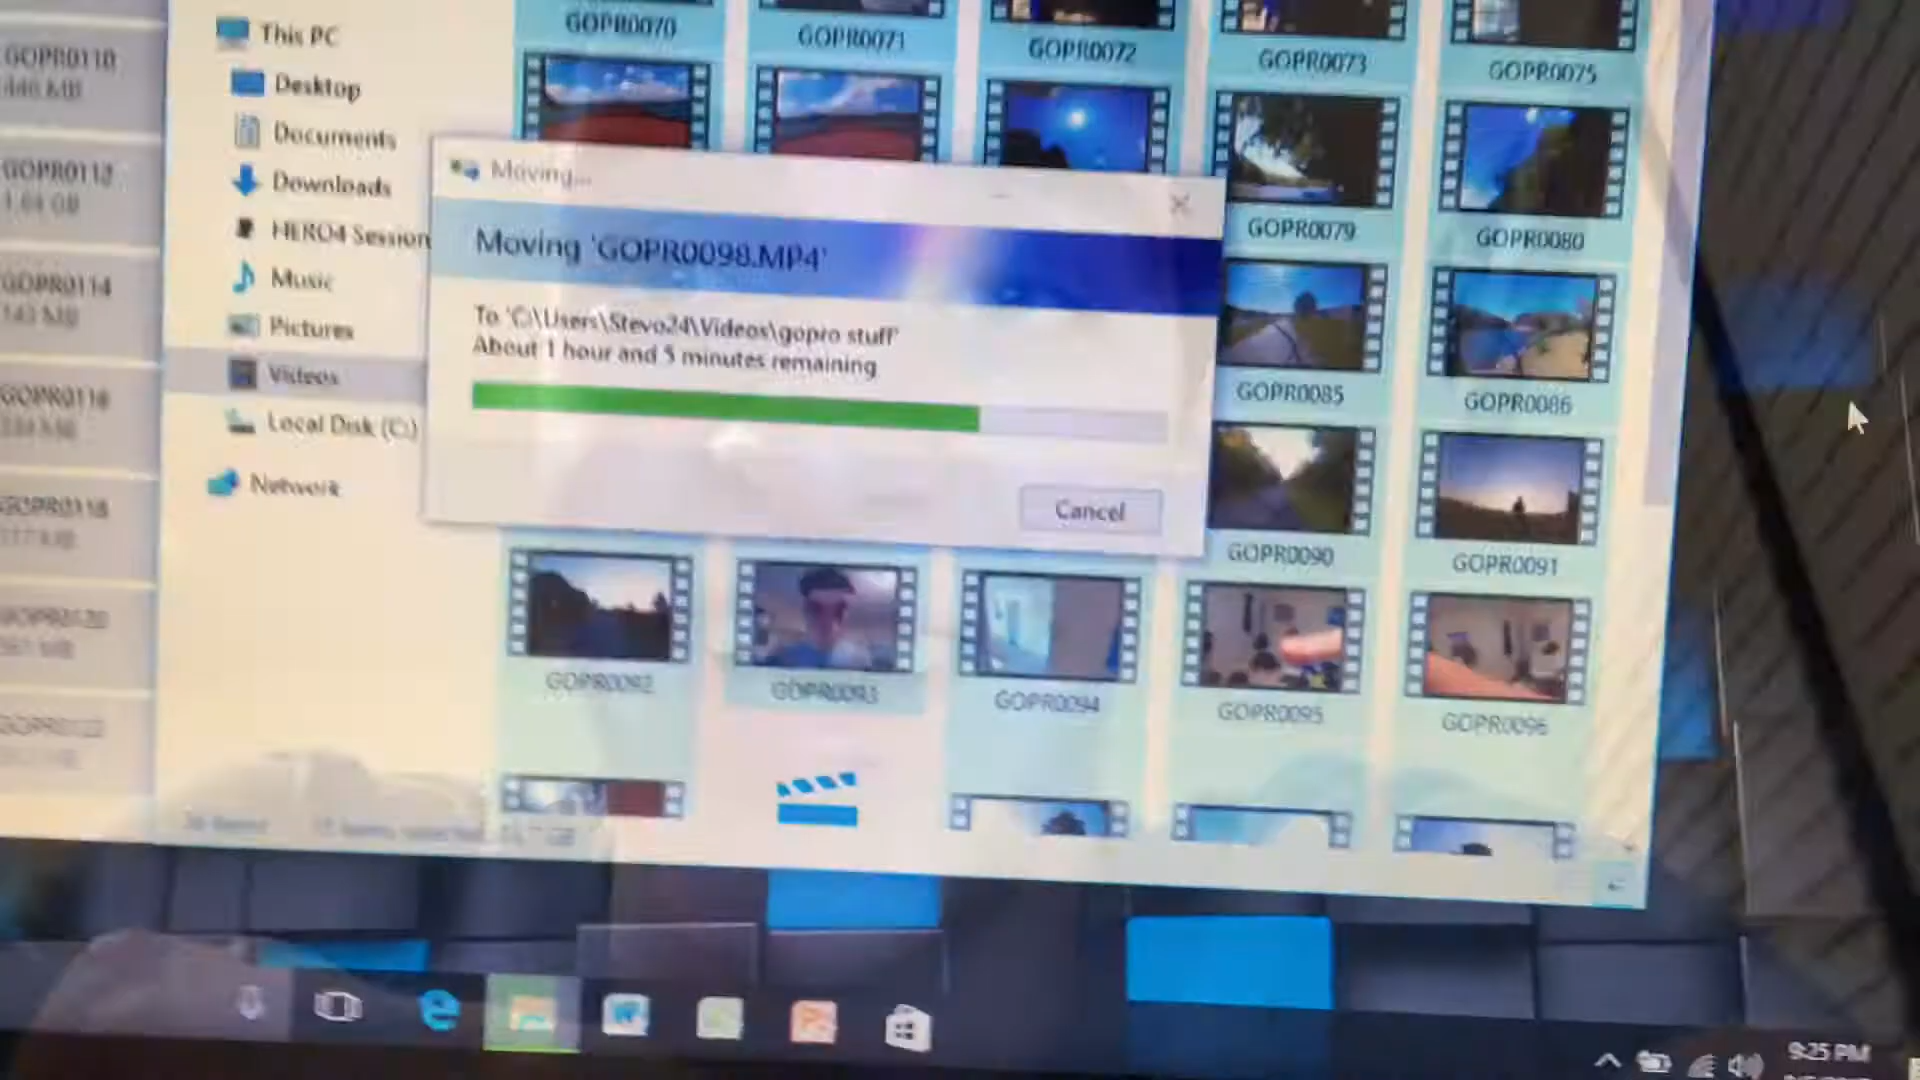 GOPR0110
446 MB
GOPR0112
GOPR0114
GOPR0116
GOPR0118
This PC
Desktop
Documents
Downloads
HERO4 Session
Music
Pictures
Videos
Local Disk (C:)
Network
GOPR0070
GOPR0071
GOPR0072
GOPR0073
GOPR0075
Moving...
Moving 'GOPR0098.MP4'
To 'C:\Users\Stevo24\Videos\gopro stuff'
About 1 hour and 5 minutes remaining
Cancel
GOPR0079
GOPR0080
GOPR0085
GOPR0086
GOPR0090
GOPR0091
GOPR0092
GOPR0093
GOPR0094
GOPR0095
GOPR0096
9:25 PM